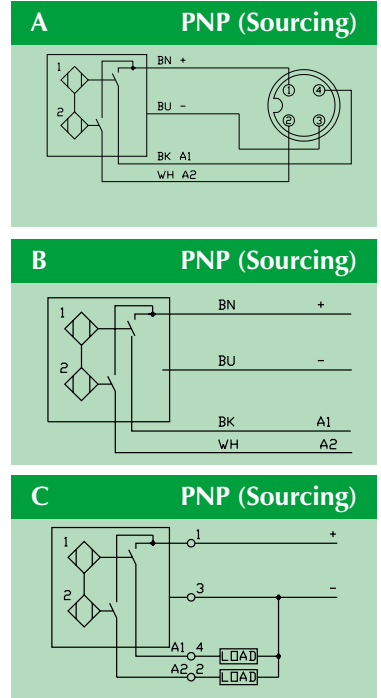 A PNP (Sourcing)
BN +
1
1 4
BU -
2
2 3
BK A1
WH A2
B PNP (Sourcing)
BN +
1
BU -
2
BK A1
WH A2
C PNP (Sourcing)
1 +
1
3 -
2
A1 4 LOAD
A2 2 LOAD